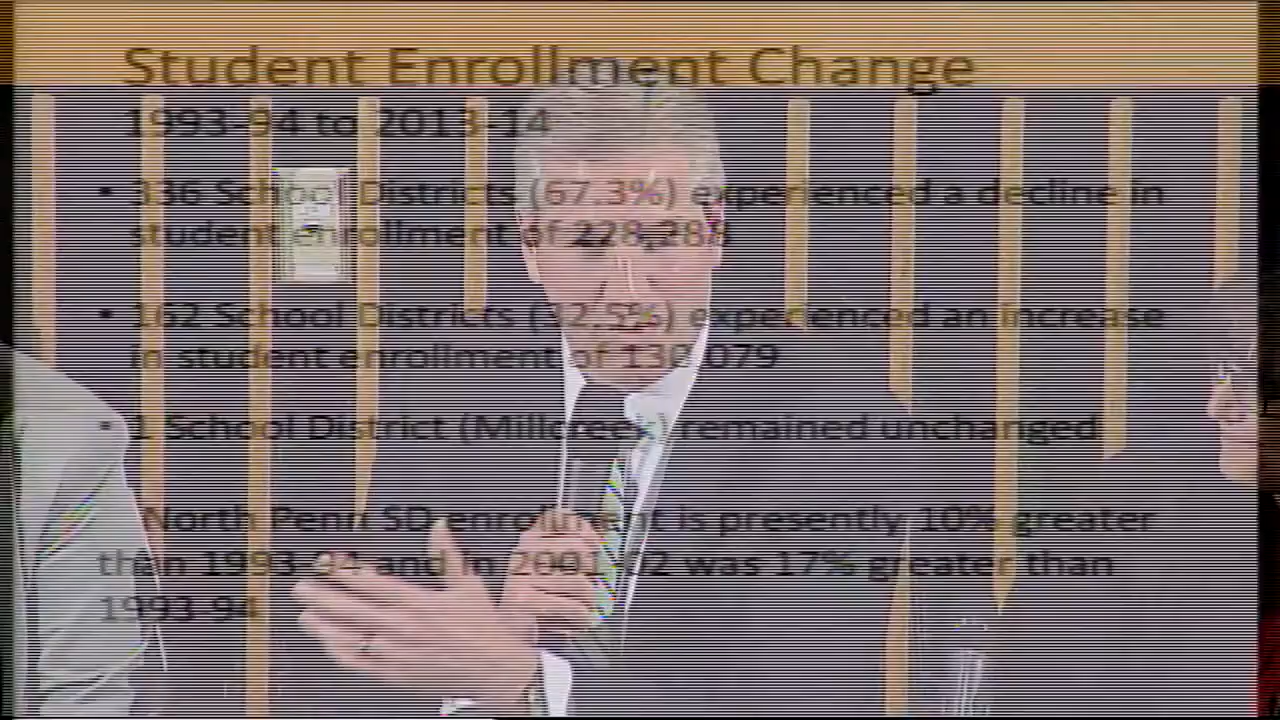 Student Enrollment Change
1993-94 to 2013-14
• 336 School Districts (67.3%) experienced a decline in
student enrollment of 228,288
• 162 School Districts (32.5%) experienced an increase
in student enrollment of 130,079
• 1 School District (Millcreek) remained unchanged
North Penn SD enrollment is presently 10% greater
than 1993-94 and in 2001-02 was 17% greater than
1993-94